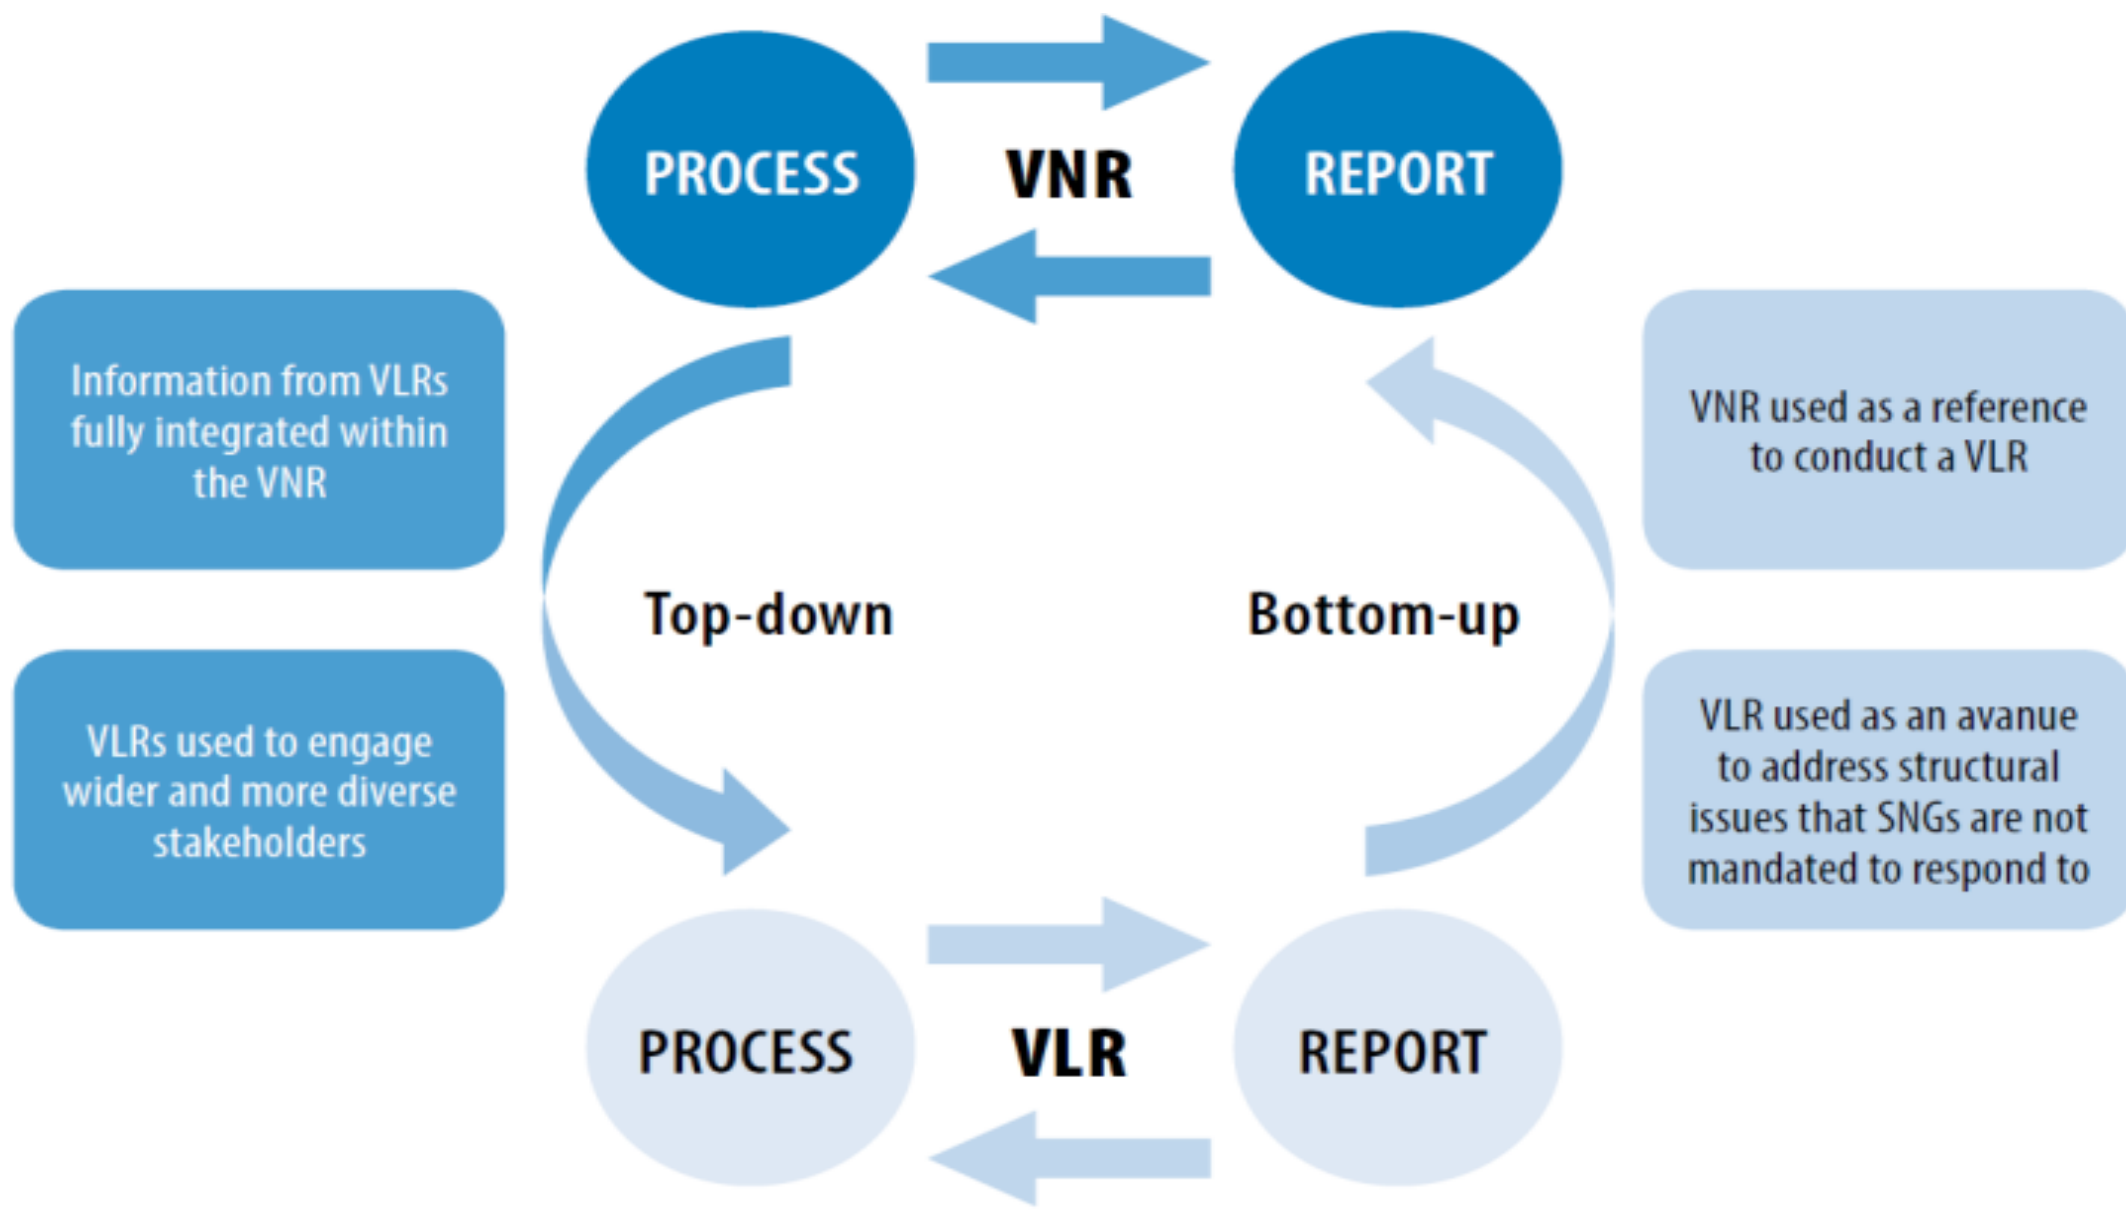 PROCESS
VNR
REPORT
Information from VLRs
fully integrated within
the VNR
VNR used as a reference
to conduct a VLR
Top-down
Bottom-up
VLRs used to engage
wider and more diverse
stakeholders
VLR used as an avanue
to address structural
issues that SNGs are not
mandated to respond to
PROCESS
VLR
REPORT